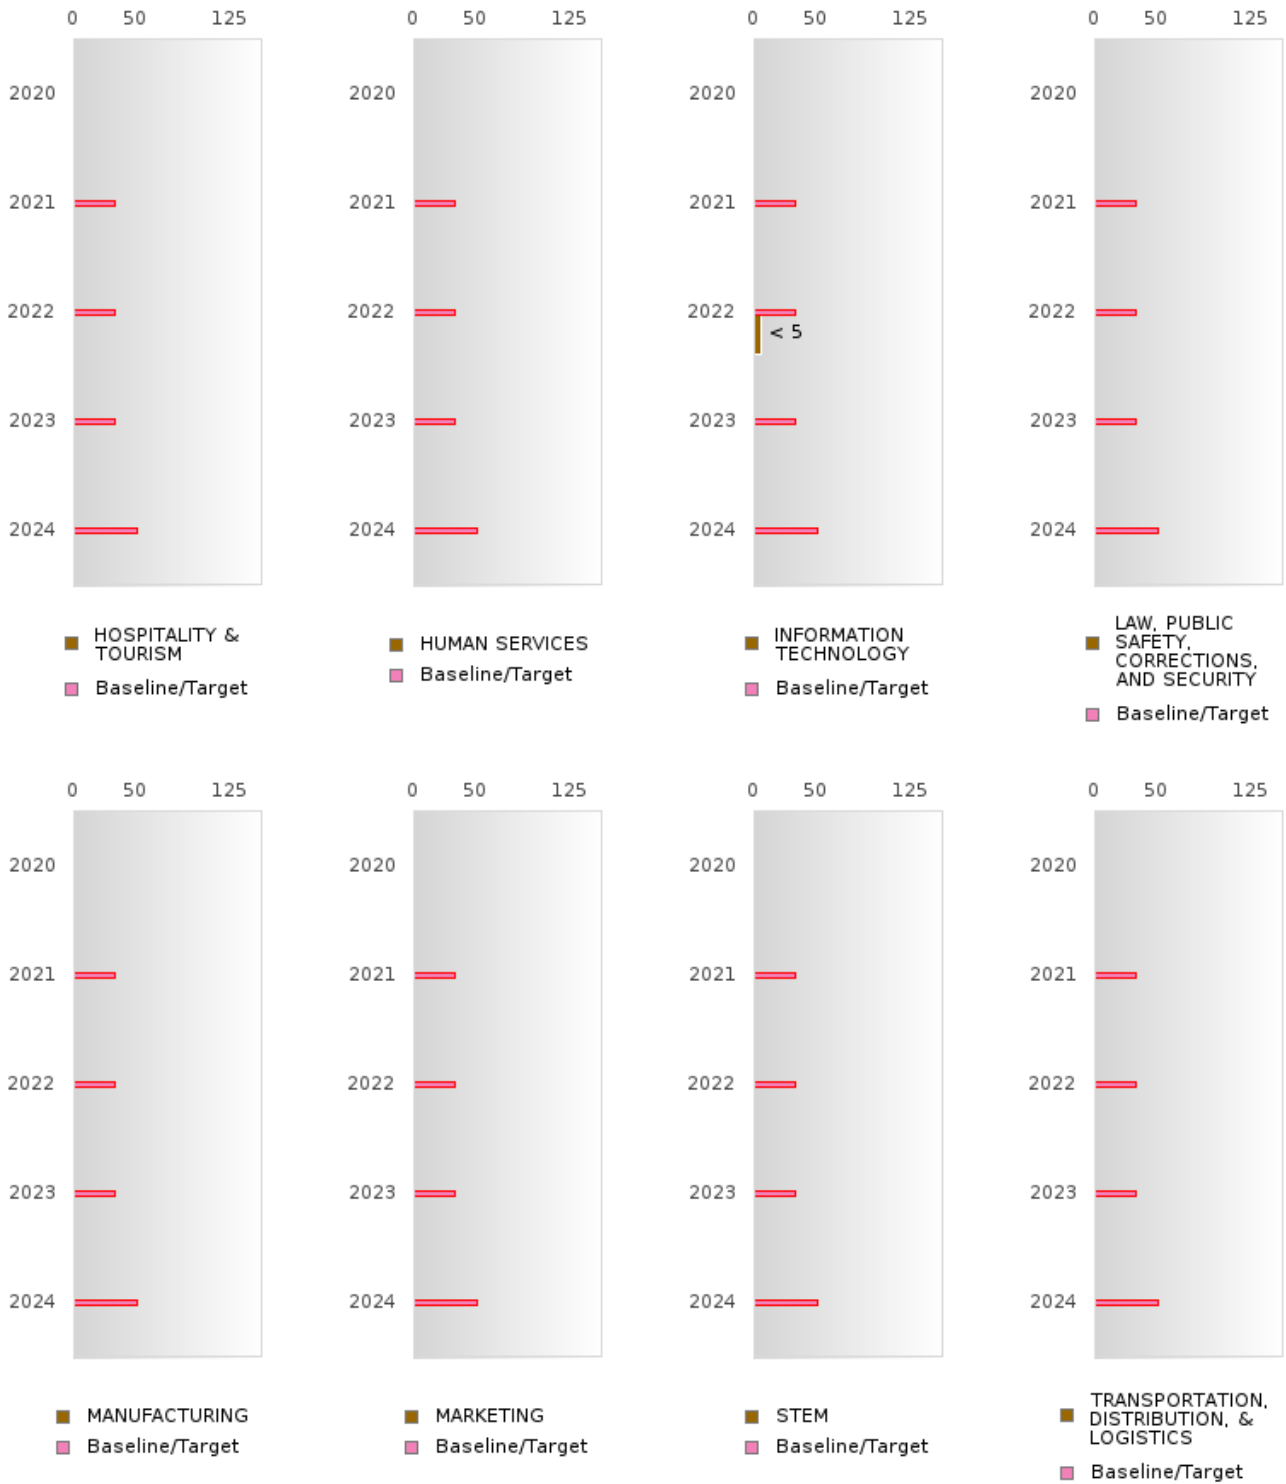 0 50 125
2020
2021
2022
2023
2024
HOSPITALITY &
TOURISM
Baseline/Target
0 50 125
2020
2021
2022
2023
2024
HUMAN SERVICES
Baseline/Target
0 50 125
2020
2021
2022
< 5
2023
2024
INFORMATION
TECHNOLOGY
Baseline/Target
0 50 125
2020
2021
2022
2023
2024
LAW, PUBLIC
SAFETY,
CORRECTIONS,
AND SECURITY
Baseline/Target
0 50 125
2020
2021
2022
2023
2024
MANUFACTURING
Baseline/Target
0 50 125
2020
2021
2022
2023
2024
MARKETING
Baseline/Target
0 50 125
2020
2021
2022
2023
2024
STEM
Baseline/Target
0 50 125
2020
2021
2022
2023
2024
TRANSPORTATION,
DISTRIBUTION, &
LOGISTICS
Baseline/Target